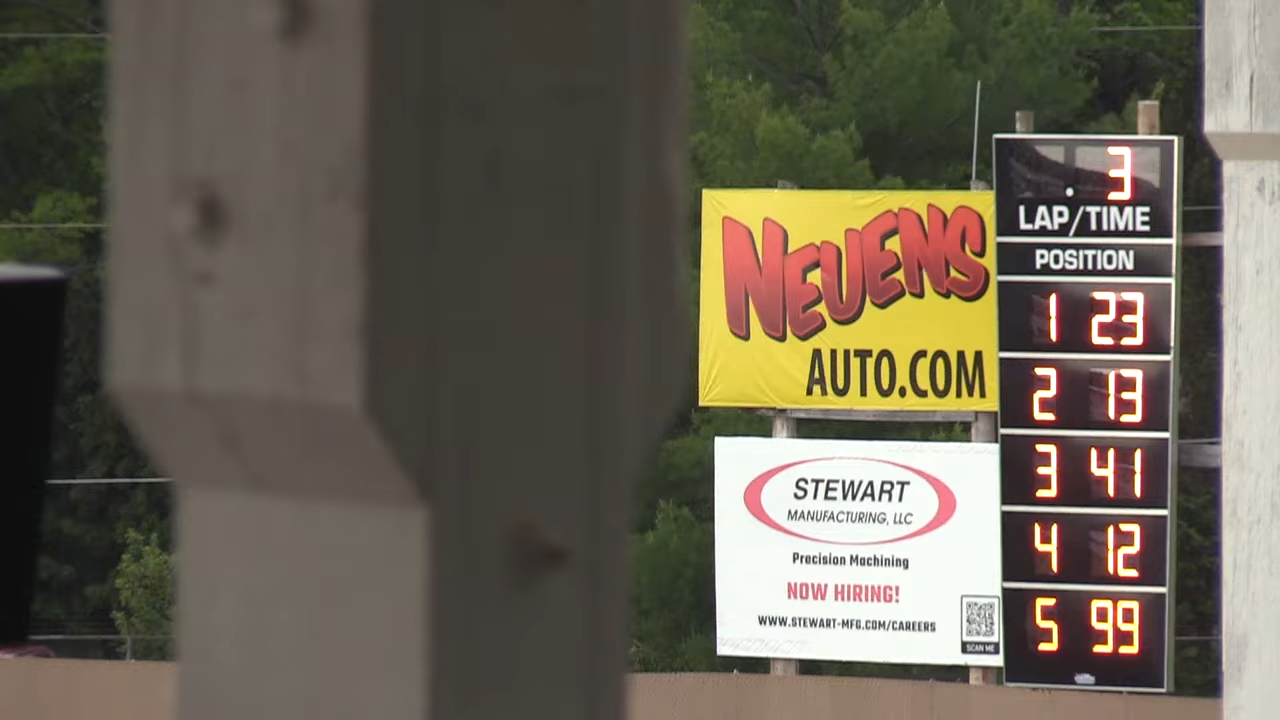 NEUENS
AUTO.COM
STEWART
MANUFACTURING, LLC
Precision Machining
NOW HIRING!
WWW.STEWART-MFG.COM/CAREERS
SCAN ME
. 3
LAP/TIME
POSITION
1 23
2 13
3 41
4 12
5 99